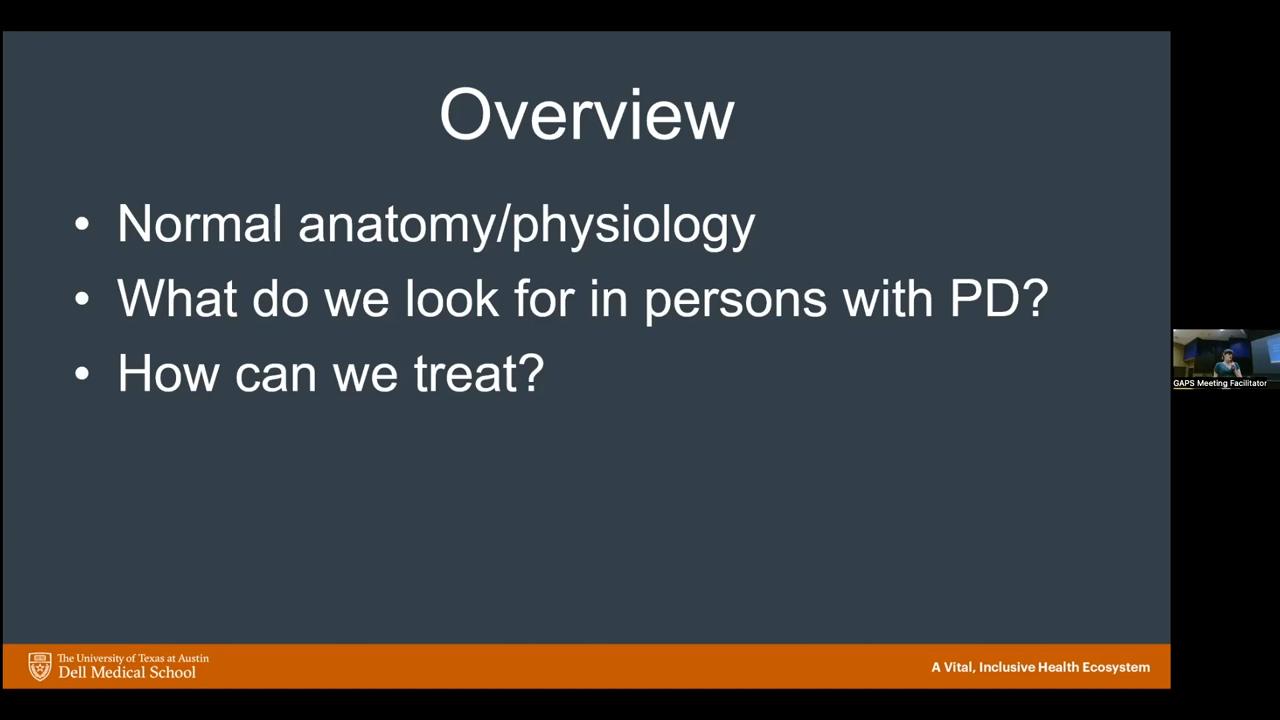 Overview
• Normal anatomy/physiology
• What do we look for in persons with PD?
• How can we treat?
GAPS Meeting Facilitator
The University of Texas at Austin
Dell Medical School
A Vital, Inclusive Health Ecosystem